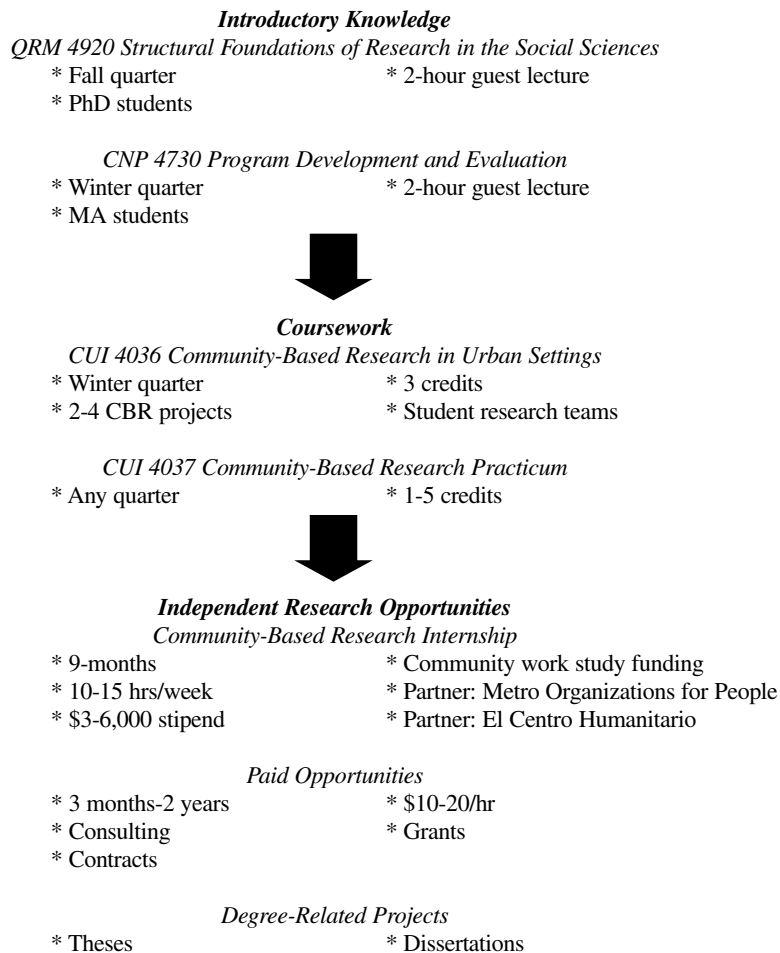 Introductory Knowledge
QRM 4920 Structural Foundations of Research in the Social Sciences
* Fall quarter * 2-hour guest lecture
* PhD students
CNP 4730 Program Development and Evaluation
* Winter quarter * 2-hour guest lecture
* MA students
Coursework
CUI 4036 Community-Based Research in Urban Settings
* Winter quarter * 3 credits
* 2-4 CBR projects * Student research teams
CUI 4037 Community-Based Research Practicum
* Any quarter * 1-5 credits
Independent Research Opportunities
Community-Based Research Internship
* 9-months * Community work study funding
* 10-15 hrs/week * Partner: Metro Organizations for People
* $3-6,000 stipend * Partner: El Centro Humanitario
Paid Opportunities
* 3 months-2 years * $10-20/hr
* Consulting * Grants
* Contracts
Degree-Related Projects
* Theses * Dissertations